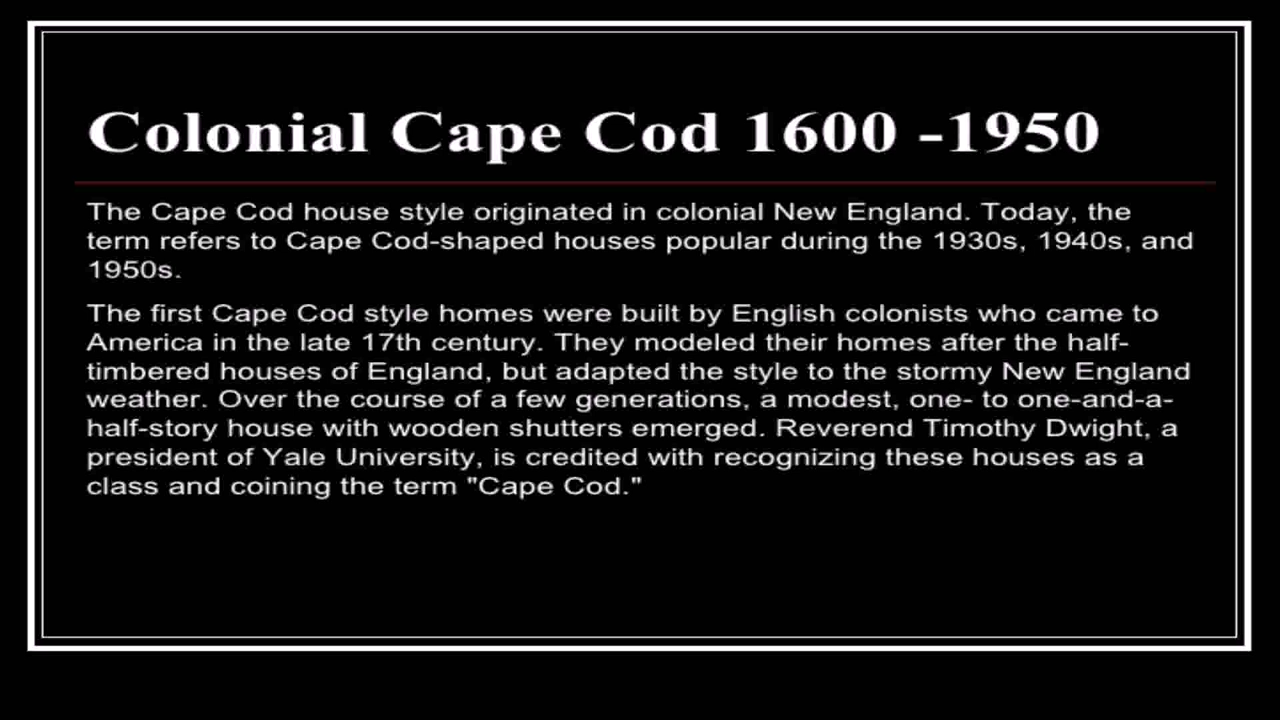 Colonial Cape Cod 1600 -1950
The Cape Cod house style originated in colonial New England. Today, the
term refers to Cape Cod-shaped houses popular during the 1930s, 1940s, and
1950s.
The first Cape Cod style homes were built by English colonists who came to
America in the late 17th century. They modeled their homes after the half-
timbered houses of England, but adapted the style to the stormy New England
weather. Over the course of a few generations, a modest, one- to one-and-a-
half-story house with wooden shutters emerged. Reverend Timothy Dwight, a
president of Yale University, is credited with recognizing these houses as a
class and coining the term "Cape Cod."